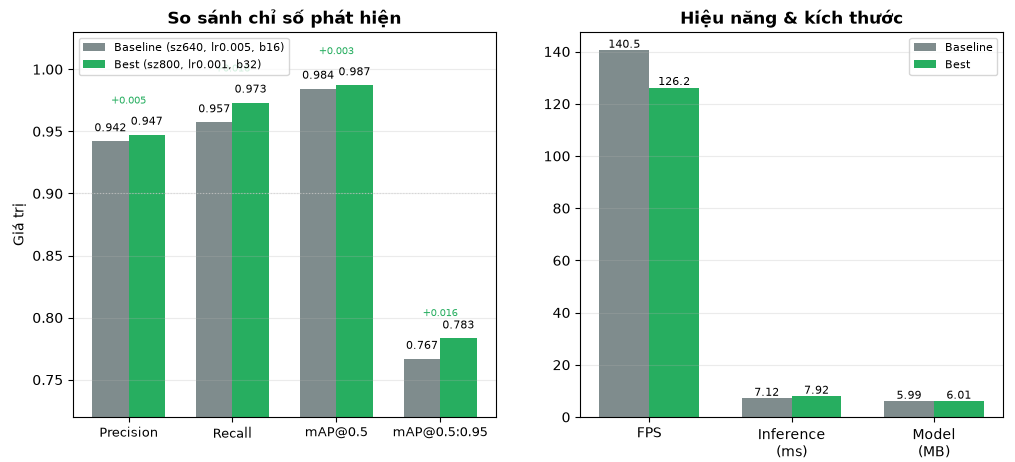 So sánh chỉ số phát hiện
Baseline (sz640, lr0.005, b16)
Best (sz800, lr0.001, b32)
Giá trị
1.00
0.95
0.90
0.85
0.80
0.75
+0.005
0.942
0.947
0.957
0.973
+0.003
0.984
0.987
+0.016
0.767
0.783
Precision
Recall
mAP@0.5
mAP@0.5:0.95
Hiệu năng & kích thước
Baseline
Best
140
120
100
80
60
40
20
0
140.5
126.2
7.12
7.92
5.99
6.01
FPS
Inference
(ms)
Model
(MB)